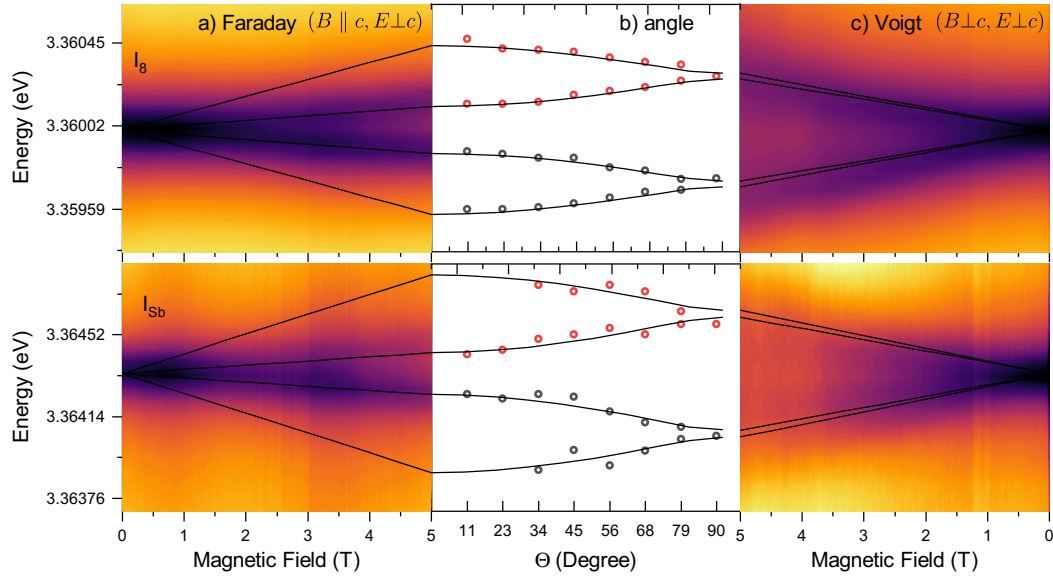 a) Faraday (B ∥ c, E⊥c)
b) angle
c) Voigt (B⊥c, E⊥c)
I8
Energy (eV)
3.36045
3.36002
3.35959
ISb
Energy (eV)
3.36452
3.36414
3.36376
0 1 2 3 4 5
11 23 34 45 56 68 79 90
5 4 3 2 1 0
Magnetic Field (T)
Θ (Degree)
Magnetic Field (T)